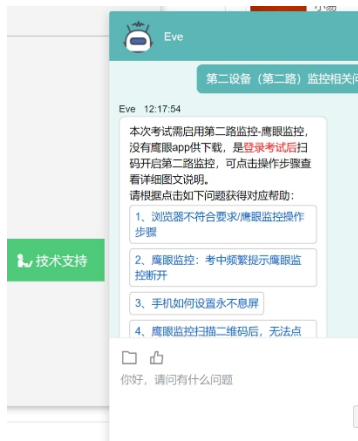 小易
Eve
第二设备（第二路）监控相关问
Eve 12:17:54
本次考试需启用第二路监控-鹰眼监控，
没有鹰眼app供下载，是登录考试后扫
码开启第二路监控，可点击操作步骤查
看详细图文说明。
请根据点击如下问题获得对应帮助：
1、浏览器不符合要求/鹰眼监控操作
步骤
2、鹰眼监控：考中频繁提示鹰眼监
控断开
3、手机如何设置永不息屏
4、鹰眼监控扫描二维码后，无法点
技术支持
你好，请问有什么问题